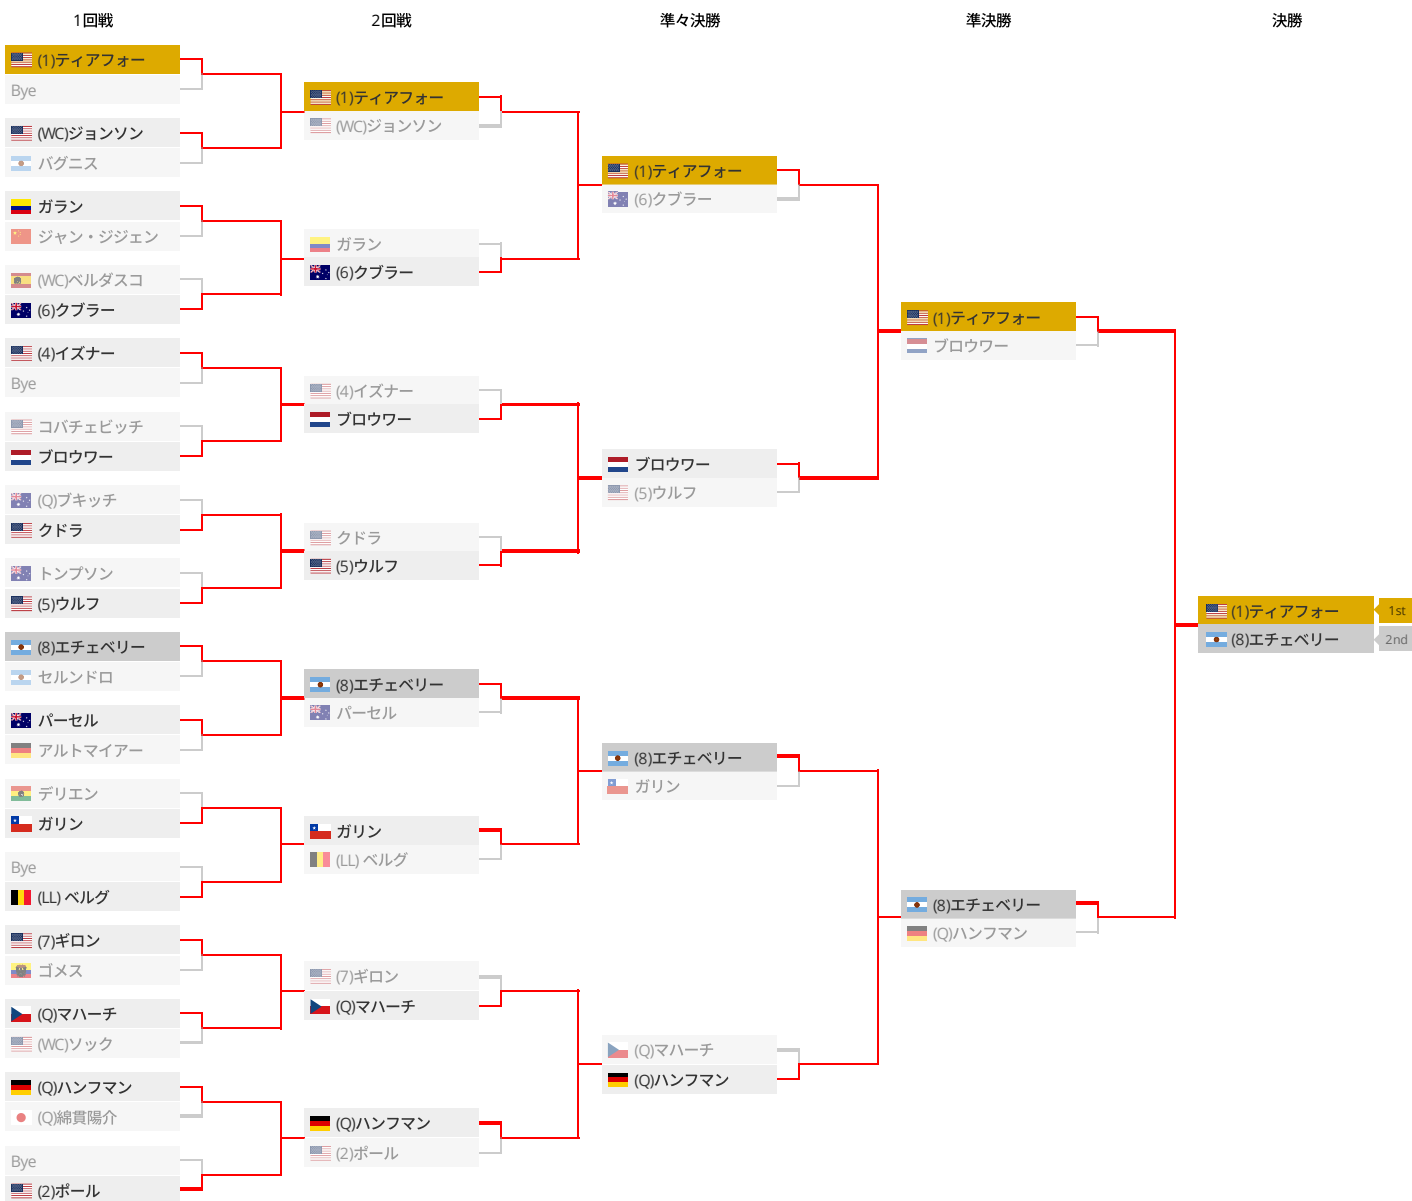 1回戦
2回戦
準々決勝
準決勝
決勝
(1)ティアフォー
Bye
(WC)ジョンソン
バグニス
ガラン
ジャン・ジジェン
(WC)ベルダスコ
(6)クブラー
(4)イズナー
Bye
コバチェビッチ
ブロウワー
(Q)ブキッチ
クドラ
トンプソン
(5)ウルフ
(8)エチェベリー
セルンドロ
パーセル
アルトマイアー
デリエン
ガリン
Bye
(LL) ベルグ
(7)ギロン
ゴメス
(Q)マハーチ
(WC)ソック
(Q)ハンフマン
(Q)綿貫陽介
Bye
(2)ポール
(1)ティアフォー
(WC)ジョンソン
ガラン
(6)クブラー
(4)イズナー
ブロウワー
クドラ
(5)ウルフ
(8)エチェベリー
パーセル
ガリン
(LL) ベルグ
(7)ギロン
(Q)マハーチ
(Q)ハンフマン
(2)ポール
(1)ティアフォー
(6)クブラー
ブロウワー
(5)ウルフ
(8)エチェベリー
ガリン
(Q)マハーチ
(Q)ハンフマン
(1)ティアフォー
ブロウワー
(8)エチェベリー
(Q)ハンフマン
(1)ティアフォー
1st
(8)エチェベリー
2nd